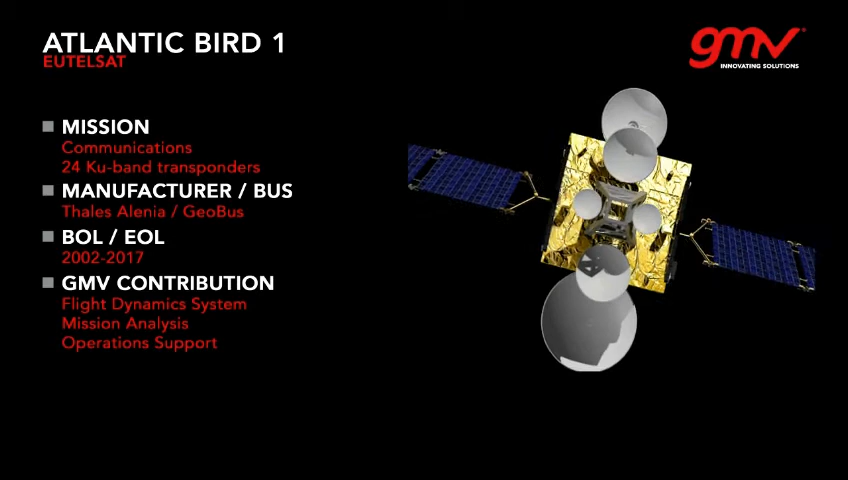 ATLANTIC BIRD 1
EUTELSAT
gmv
INNOVATING SOLUTIONS
MISSION
Communications
24 Ku-band transponders
MANUFACTURER / BUS
Thales Alenia / GeoBus
BOL / EOL
2002-2017
GMV CONTRIBUTION
Flight Dynamics System
Mission Analysis
Operations Support